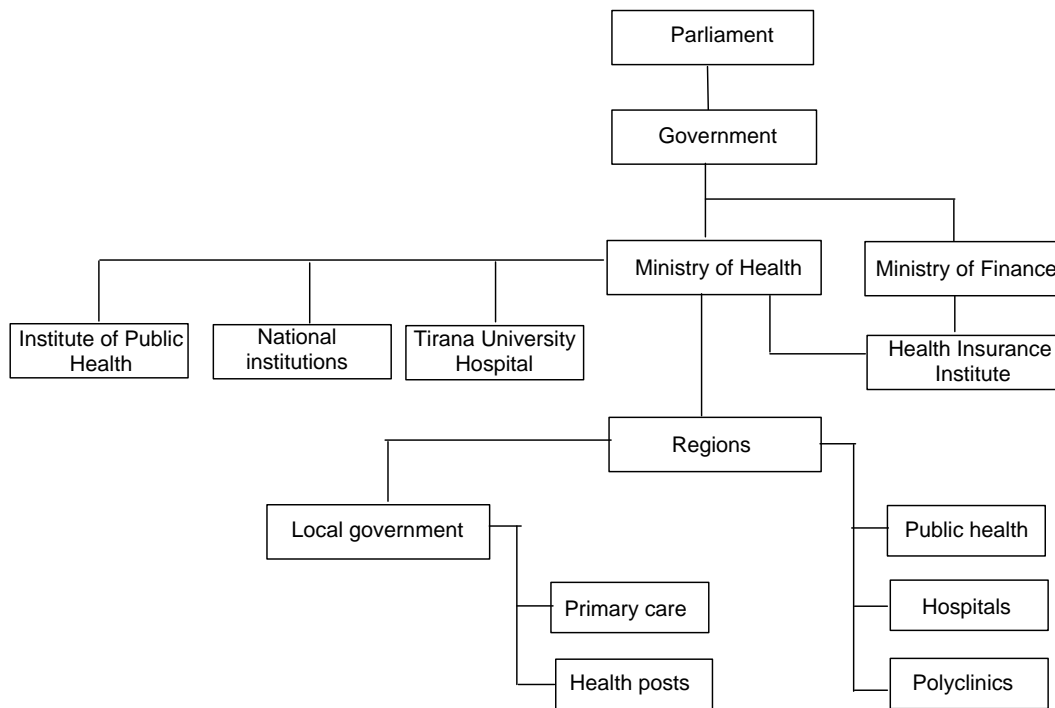 Parliament
Government
Ministry of Health
Ministry of Finance
Institute of Public
Health
National
institutions
Tirana University
Hospital
Health Insurance
Institute
Regions
Local government
Public health
Primary care
Hospitals
Health posts
Polyclinics